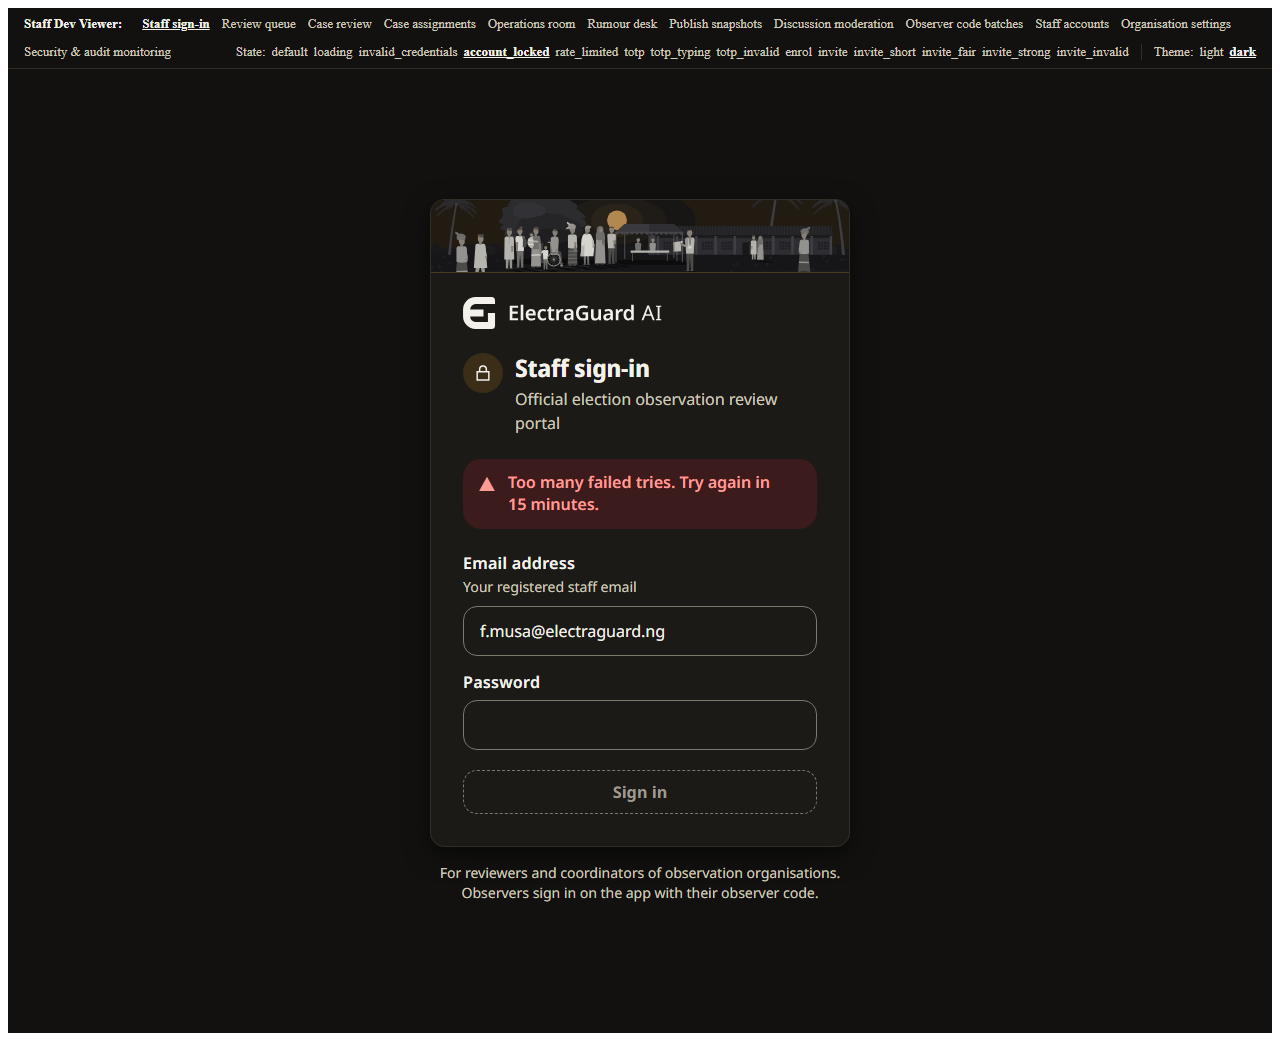 Staff Dev Viewer: Staff sign-in Review queue Case review Case assignments Operations room Rumour desk Publish snapshots Discussion moderation Observer code batches Staff accounts Organisation settings
Security & audit monitoring State: default loading invalid_credentials account_locked rate_limited totp totp_typing totp_invalid enrol invite invite_short invite_fair invite_strong invite_invalid Theme: light dark
ElectraGuard AI
Staff sign-in
Official election observation review
portal
Too many failed tries. Try again in
15 minutes.
Email address
Your registered staff email
f.musa@electraguard.ng
Password
Sign in
For reviewers and coordinators of observation organisations.
Observers sign in on the app with their observer code.